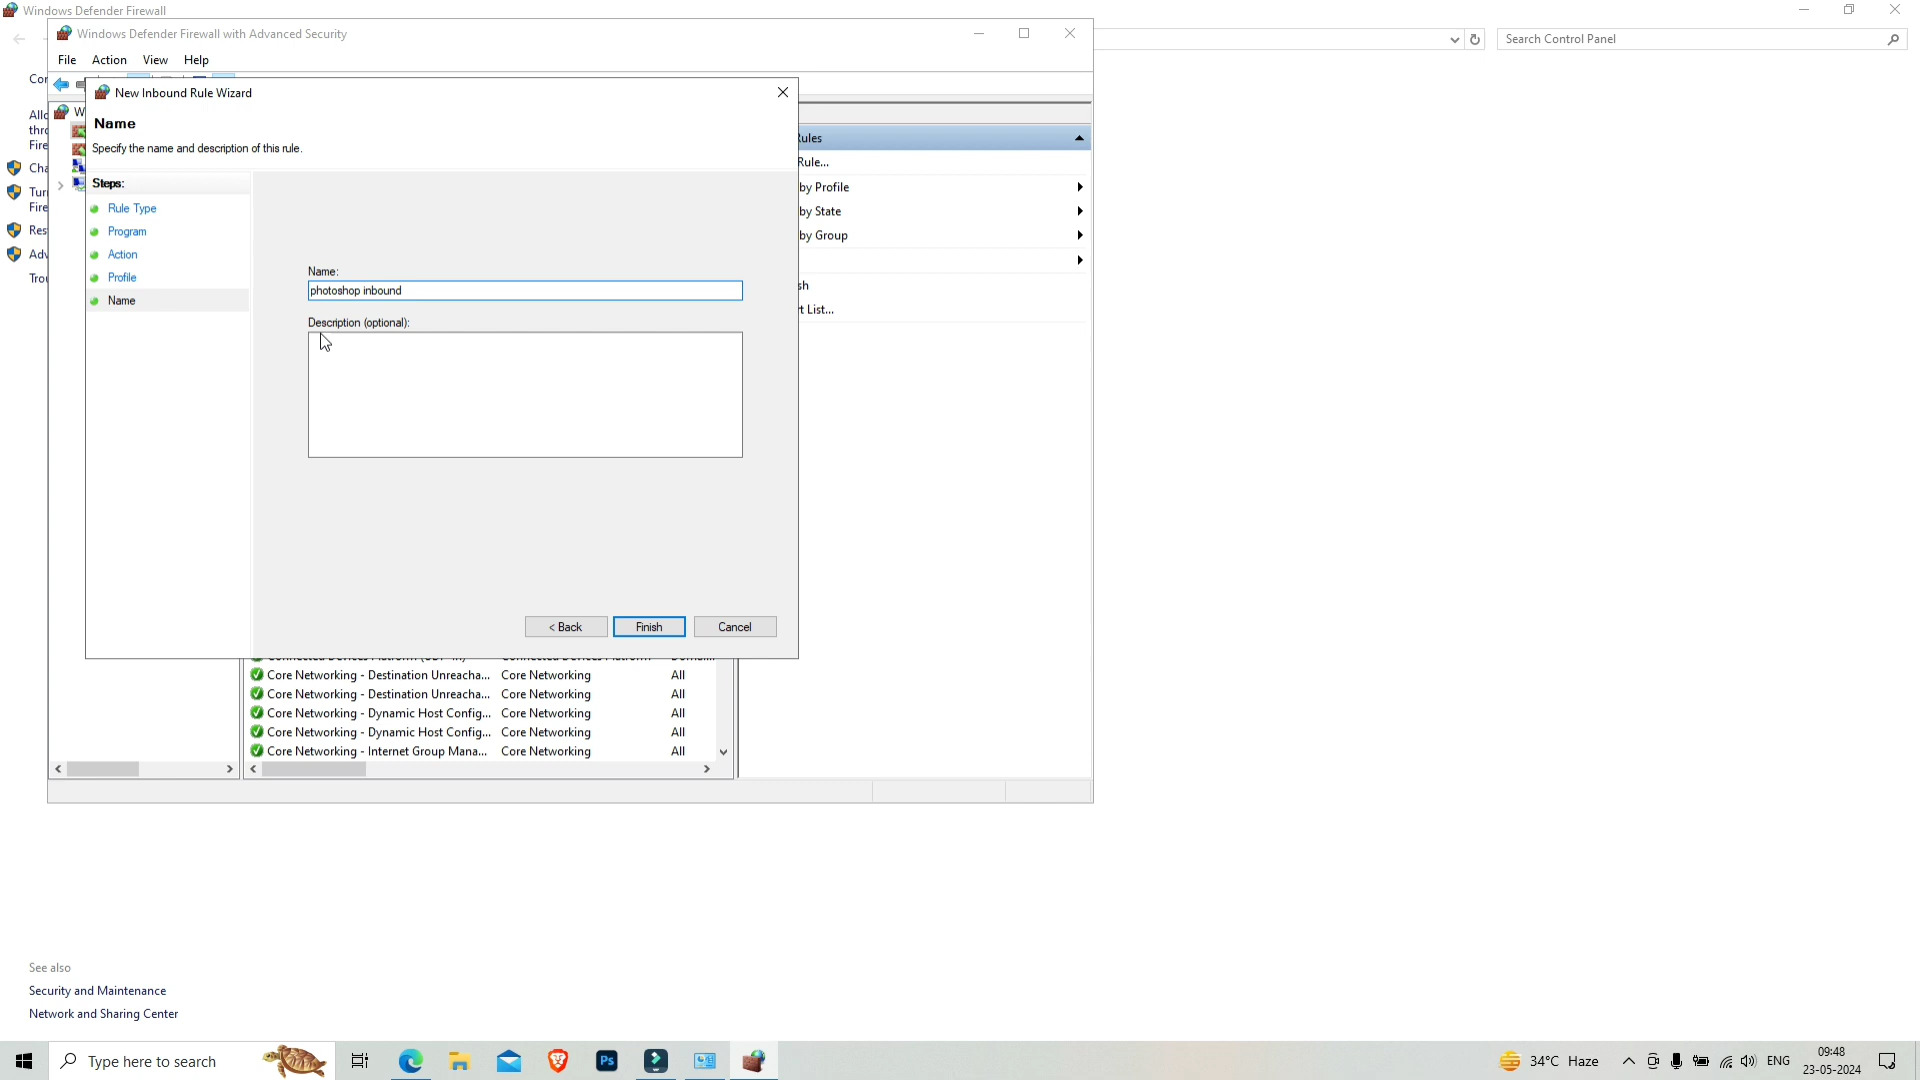 Windows Defender Firewall
Windows Defender Firewall with Advanced Security
Search Control Panel
File Action View Help
New Inbound Rule Wizard
Name
Specify the name and description of this rule.
Steps:
Rule Type
Program
Action
Profile
Name
Name:
photoshop inbound
Description (optional):
< Back Finish Cancel
Rule...
by Profile
by State
by Group
List...
Core Networking - Destination Unreacha... Core Networking All
Core Networking - Destination Unreacha... Core Networking All
Core Networking - Dynamic Host Config... Core Networking All
Core Networking - Dynamic Host Config... Core Networking All
Core Networking - Internet Group Mana... Core Networking All
See also
Security and Maintenance
Network and Sharing Center
Type here to search
Ps
34°C Haze
ENG
09:48
23-05-2024